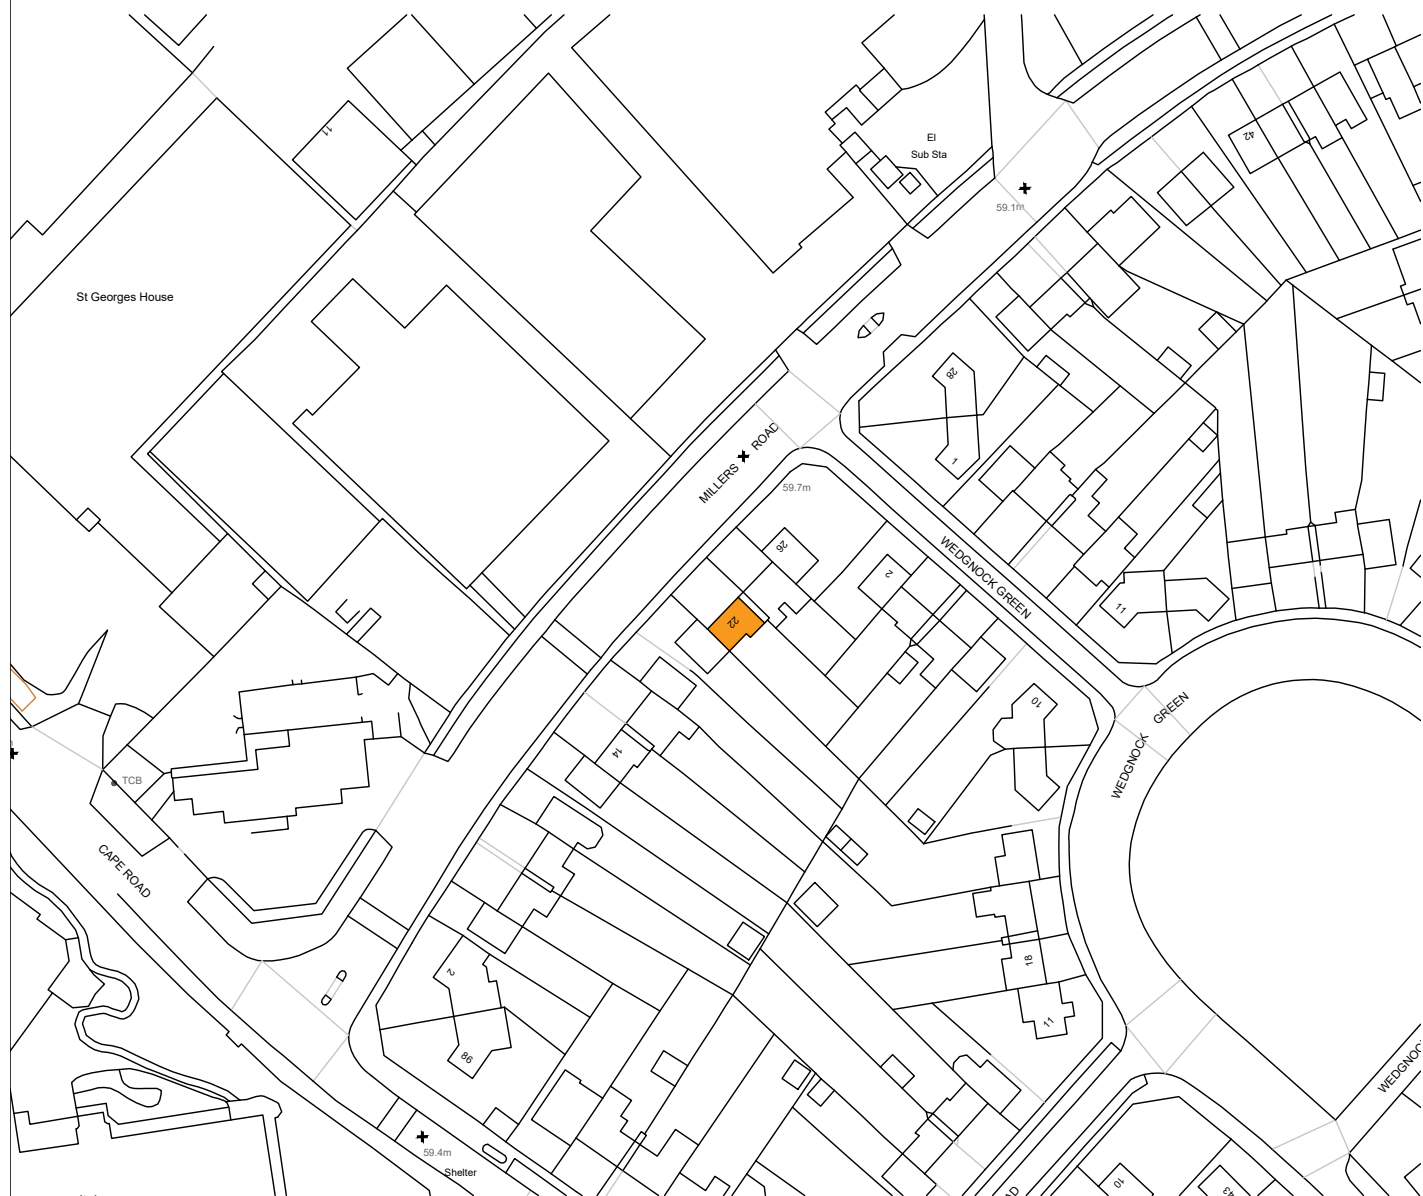 11
El
Sub Sta
42
59.1m
St Georges House
28
MILLERS ROAD
1
59.7m
26
WEDGNOCK GREEN
2
11
22
10
WEDGNOCK GREEN
14
TCB
CAPE ROAD
18
2
11
86
WEDGNOCK
59.4m
Shelter
10
43